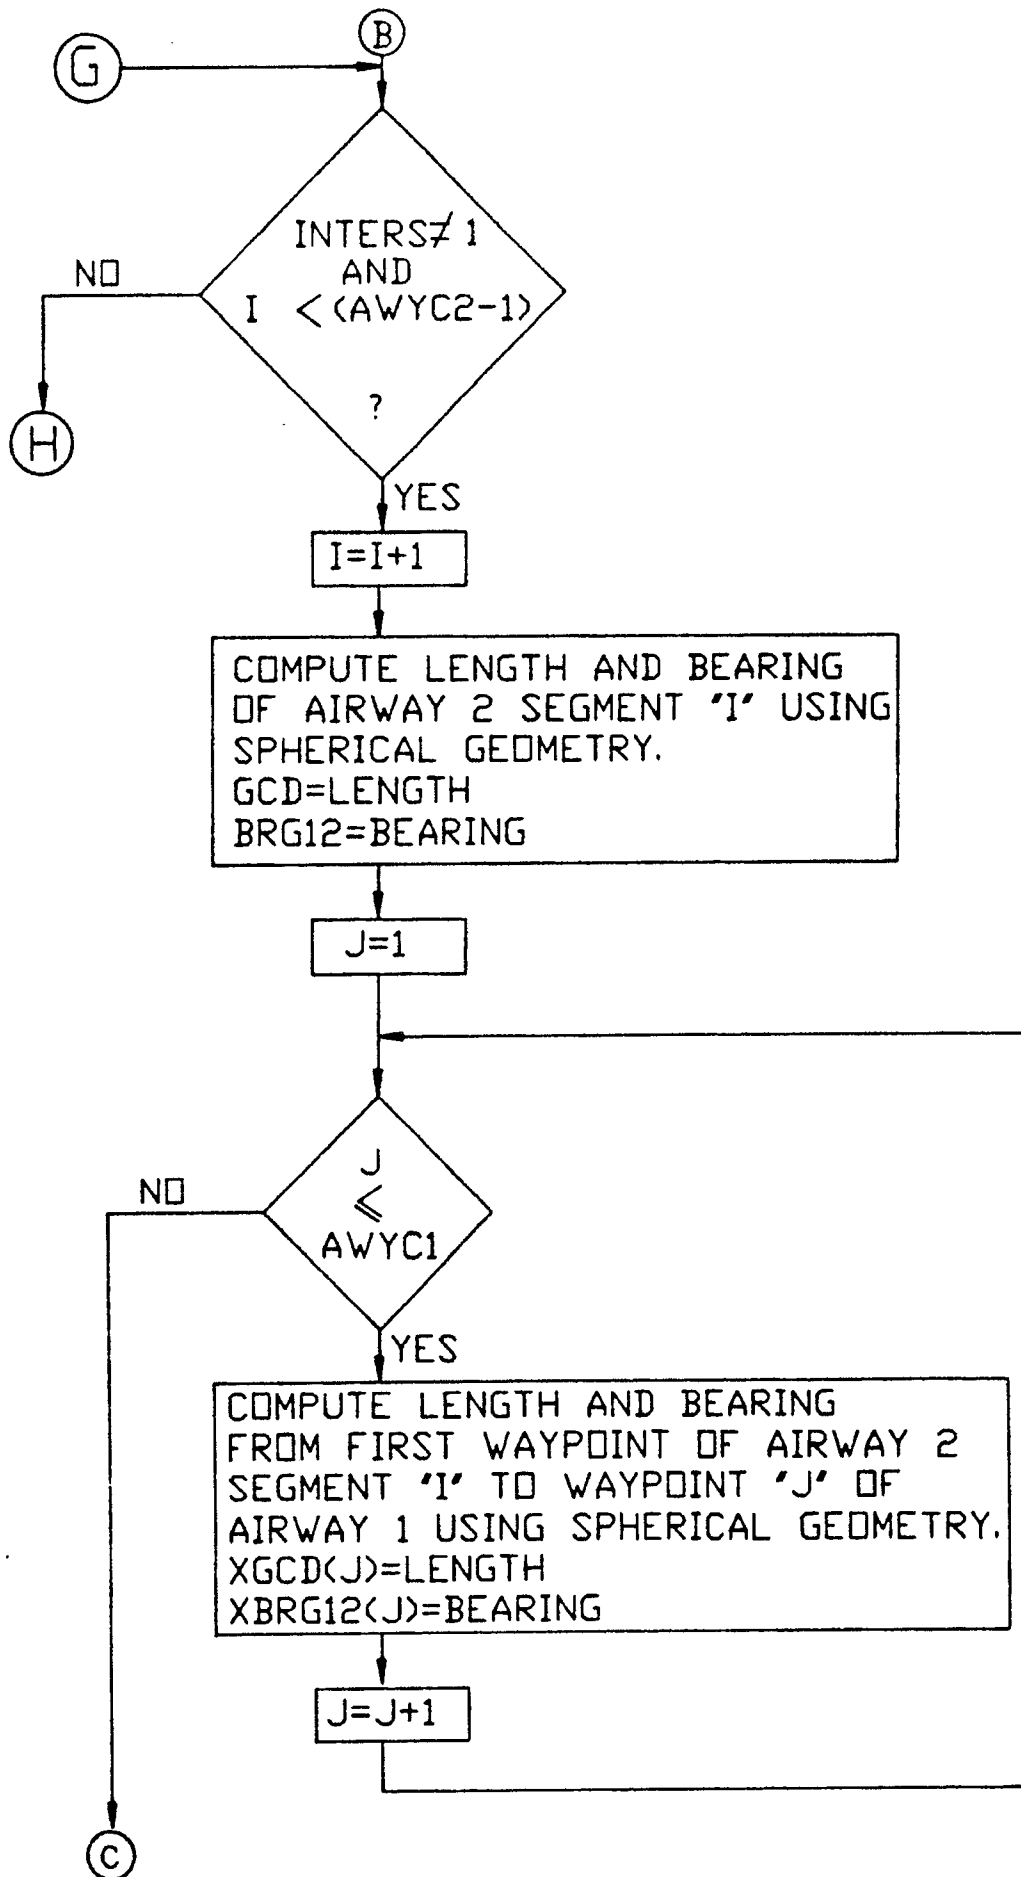 B
G
INTERS≠1
AND
I <(AWYC2-1)
?
NO
H
YES
I=I+1
COMPUTE LENGTH AND BEARING
OF AIRWAY 2 SEGMENT "I" USING
SPHERICAL GEOMETRY.
GCD=LENGTH
BRG12=BEARING
J=1
J
≤
AWYC1
NO
YES
COMPUTE LENGTH AND BEARING
FROM FIRST WAYPOINT OF AIRWAY 2
SEGMENT "I" TO WAYPOINT "J" OF
AIRWAY 1 USING SPHERICAL GEOMETRY.
XGCD(J)=LENGTH
XBRG12(J)=BEARING
J=J+1
C